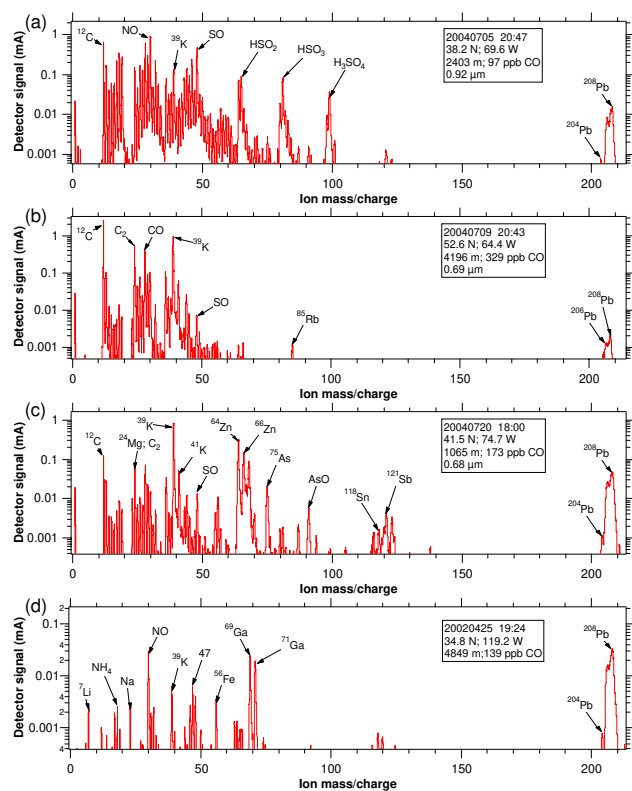 (a)
12C
NO
39K
SO
HSO2
HSO3
H3SO4
204Pb
208Pb
20040705 20:47
38.2 N; 69.6 W
2403 m; 97 ppb CO
0.92 µm
Detector signal (mA)
1
0.1
0.01
0.001
0 50 100 150 200
Ion mass/charge
(b)
12C
C2
CO
39K
SO
85Rb
206Pb
208Pb
20040709 20:43
52.6 N; 64.4 W
4196 m; 329 ppb CO
0.69 µm
Detector signal (mA)
1
0.1
0.01
0.001
0 50 100 150 200
Ion mass/charge
(c)
12C
24Mg; C2
39K
41K
SO
64Zn
66Zn
75As
AsO
118Sn
121Sb
204Pb
208Pb
20040720 18:00
41.5 N; 74.7 W
1065 m; 173 ppb CO
0.68 µm
Detector signal (mA)
1
0.1
0.01
0.001
0 50 100 150 200
Ion mass/charge
(d)
7Li
NH4
Na
NO
39K
47
56Fe
69Ga
71Ga
204Pb
208Pb
20020425 19:24
34.8 N; 119.2 W
4849 m;139 ppb CO
Detector signal (mA)
2
0.01
4
2
0.001
4
0 50 100 150 200
Ion mass/charge